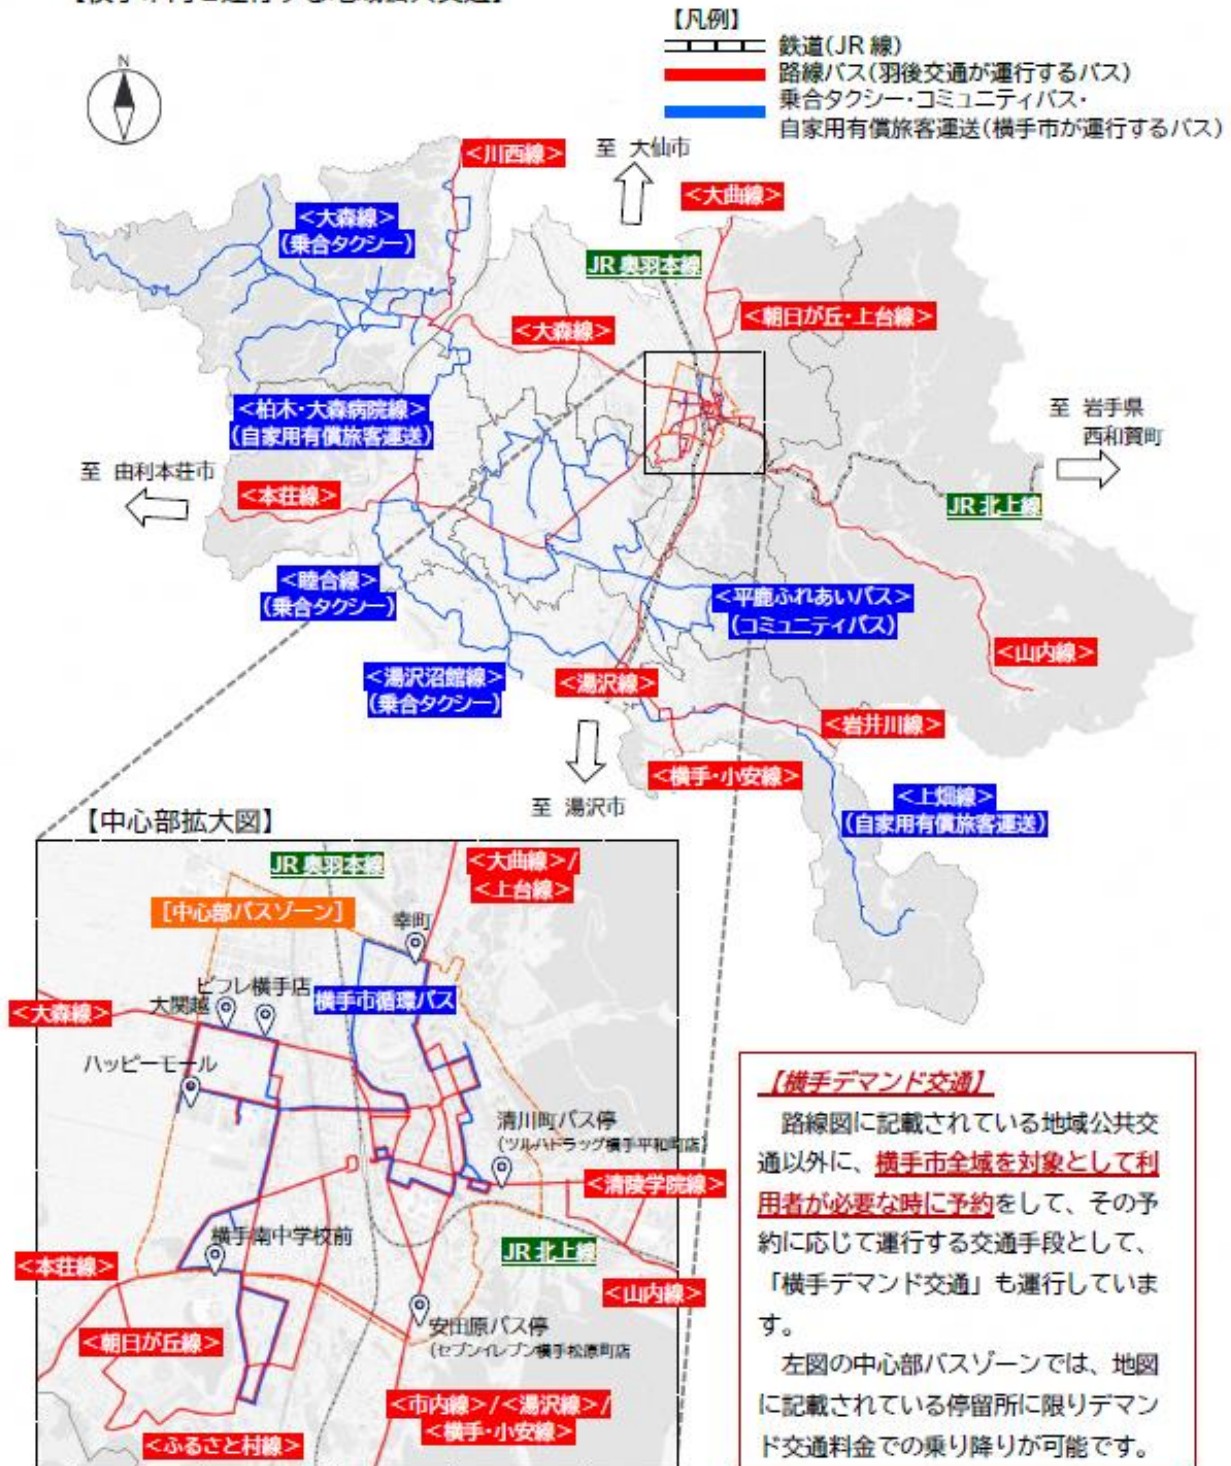 【凡例】
鉄道(JR線)
路線バス(羽後交通が運行するバス)
乗合タクシー・コミュニティバス・
自家用有償旅客運送(横手市が運行するバス)
N
<川西線>
至 大仙市
<大曲線>
<大森線>
(乗合タクシー)
JR奥羽本線
<朝日が丘・上台線>
<大森線>
<柏木・大森病院線>
(自家用有償旅客運送)
至 岩手県
西和賀町
至 由利本荘市
<本荘線>
JR北上線
<睦合線>
(乗合タクシー)
<平鹿ふれあいバス>
(コミュニティバス)
<山内線>
<湯沢沼館線>
(乗合タクシー)
<湯沢線>
<岩井川線>
<横手・小安線>
至 湯沢市
<上畑線>
(自家用有償旅客運送)
【中心部拡大図】
JR奥羽本線
<大曲線>/
<上台線>
[中心部バスゾーン]
幸町
ビフレ横手店
大関越
横手市循環バス
<大森線>
ハッピーモール
清川町バス停
(ツルハドラッグ横手平和町店)
<清陵学院線>
横手南中学校前
JR北上線
<本荘線>
<山内線>
安田原バス停
(セブンイレブン横手松原町店
<朝日が丘線>
<市内線>/<湯沢線>/
<横手・小安線>
<ふるさと村線>
【横手デマンド交通】
路線図に記載されている地域公共交
通以外に、横手市全域を対象として利
用者が必要な時に予約をして、その予
約に応じて運行する交通手段として、
「横手デマンド交通」も運行していま
す。
左図の中心部バスゾーンでは、地図
に記載されている停留所に限りデマン
ド交通料金での乗り降りが可能です。